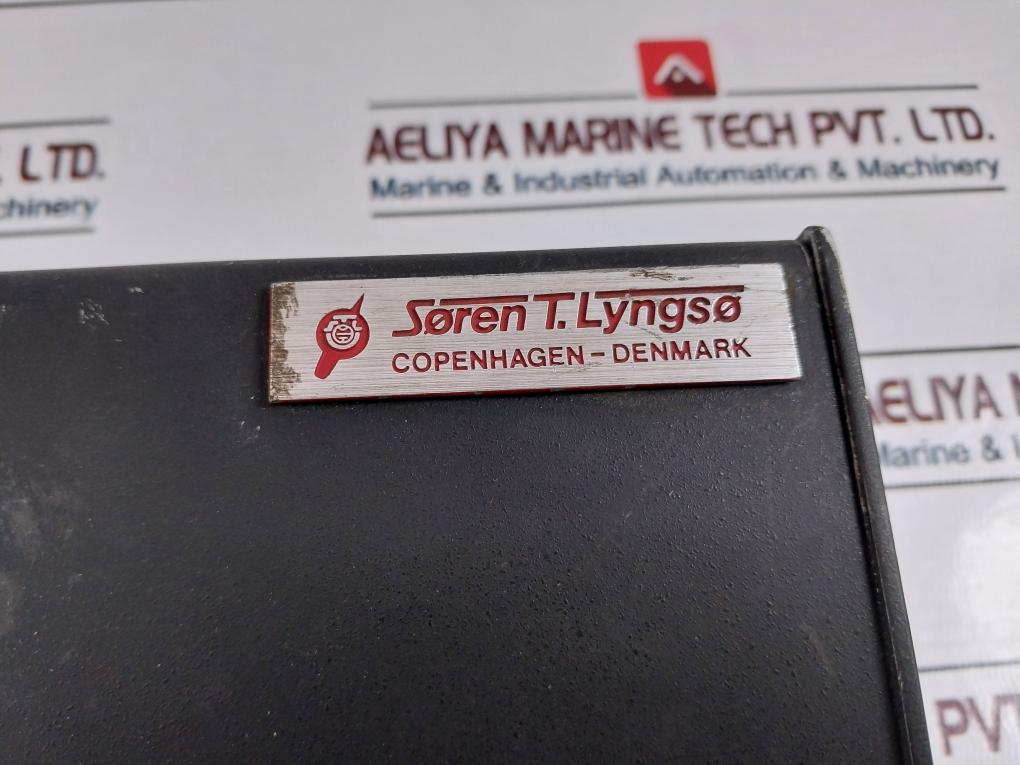 AELIYA MARINE TECH PVT. LTD.
Marine & Industrial Automation & Machinery
LTD.
chinery
Søren T. Lyngsø
COPENHAGEN – DENMARK
AELIYA
Marine &
PVT